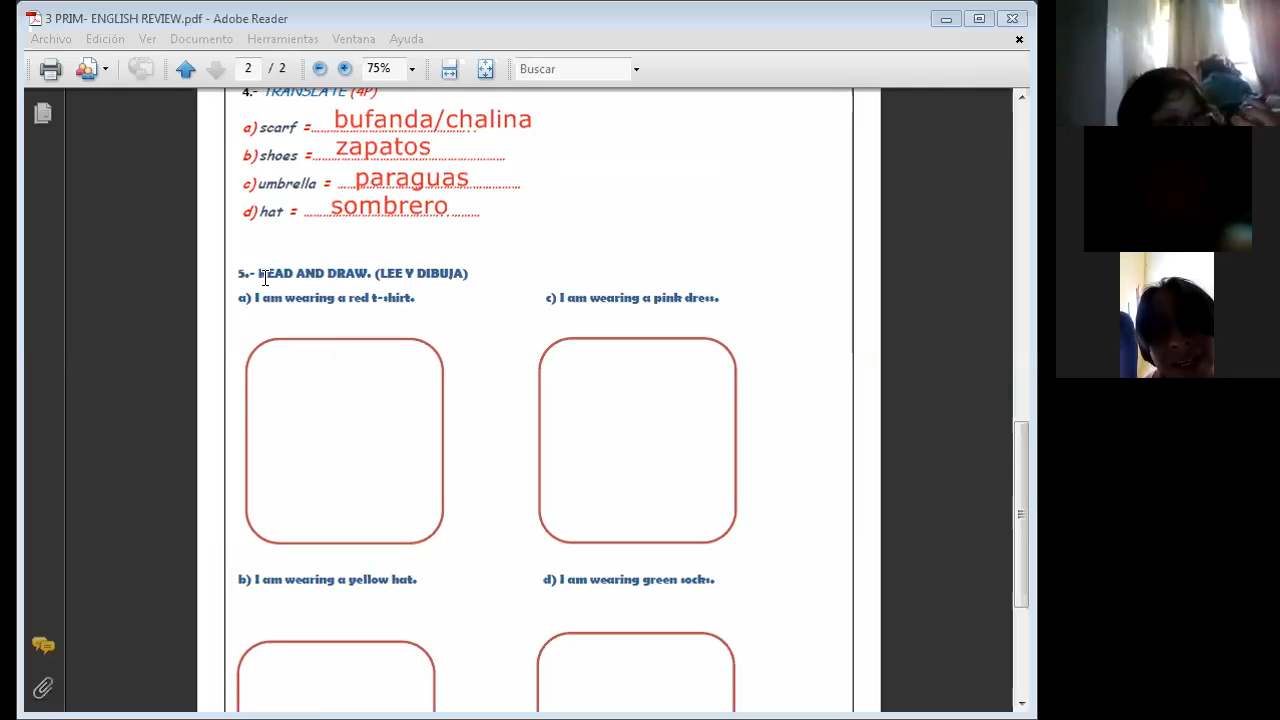 3 PRIM- ENGLISH REVIEW.pdf - Adobe Reader
Archivo Edición Ver Documento Herramientas Ventana Ayuda
2 / 2 75% Buscar
4.- TRANSLATE (4P)
a) scarf = bufanda/chalina
b) shoes = zapatos
c) umbrella = paraguas
d) hat = sombrero
5.- READ AND DRAW. (LEE Y DIBUJA)
a) I am wearing a red t-shirt.
c) I am wearing a pink dress.
b) I am wearing a yellow hat.
d) I am wearing green socks.